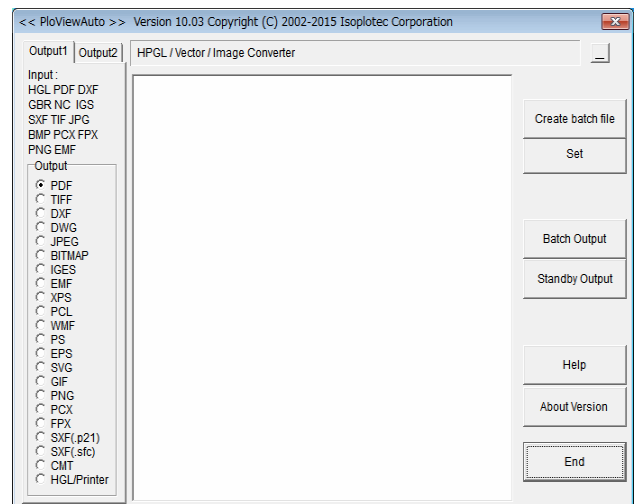 << PloViewAuto >> Version 10.03 Copyright (C) 2002-2015 Isoplotec Corporation
Output1 Output2
HPGL / Vector / Image Converter
...
Input :
HGL PDF DXF
GBR NC IGS
SXF TIF JPG
BMP PCX FPX
PNG EMF
Output
PDF
TIFF
DXF
DWG
JPEG
BITMAP
IGES
EMF
XPS
PCL
WMF
PS
EPS
SVG
GIF
PNG
PCX
FPX
SXF(.p21)
SXF(.sfc)
CMT
HGL/Printer
Create batch file
Set
Batch Output
Standby Output
Help
About Version
End